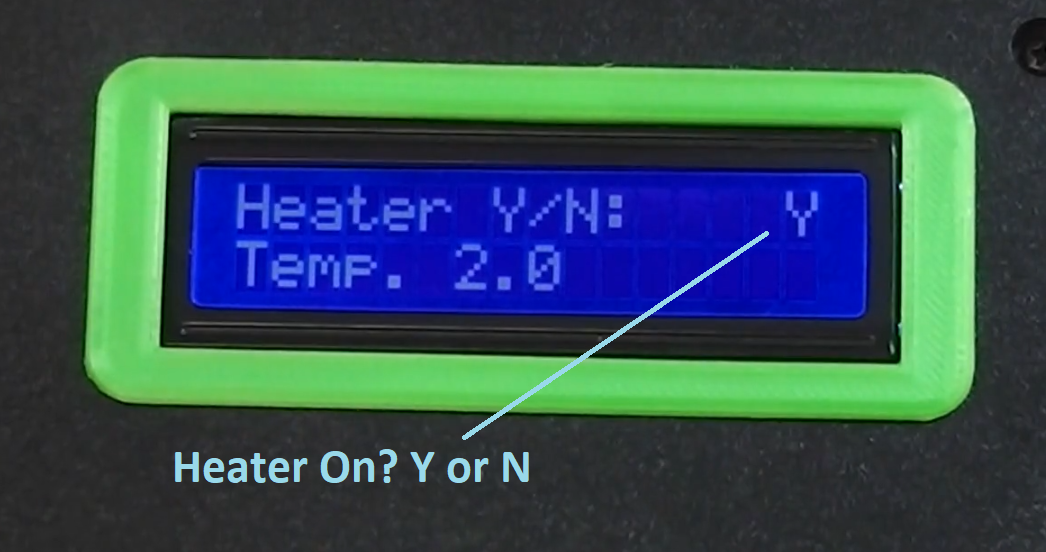 Heater Y/N: Y
Temp. 2.0
Heater On? Y or N